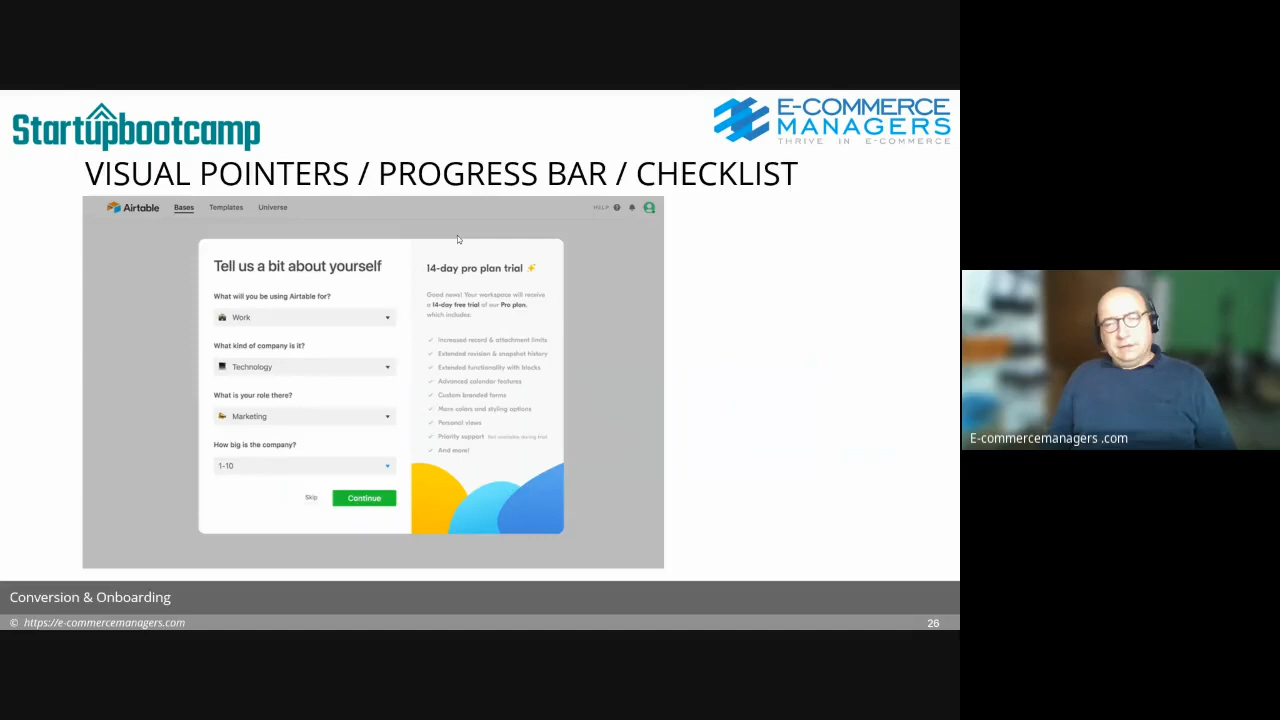 Startupbootcamp
E-COMMERCE
MANAGERS
THRIVE IN E-COMMERCE
VISUAL POINTERS / PROGRESS BAR / CHECKLIST
Airtable Bases Templates Universe HELP
Tell us a bit about yourself
What will you be using Airtable for?
Work
What kind of company is it?
Technology
What is your role there?
Marketing
How big is the company?
1-10
Skip Continue
14-day pro plan trial
Good news! Your workspace will receive
a 14-day free trial of our Pro plan,
which includes:
Increased record & attachment limits
Extended revision & snapshot history
Extended functionality with blocks
Advanced calendar features
Custom branded forms
More colors and styling options
Personal views
Priority support Not available during trial
And more!
E-commercemanagers .com
Conversion & Onboarding
© https://e-commercemanagers.com 26